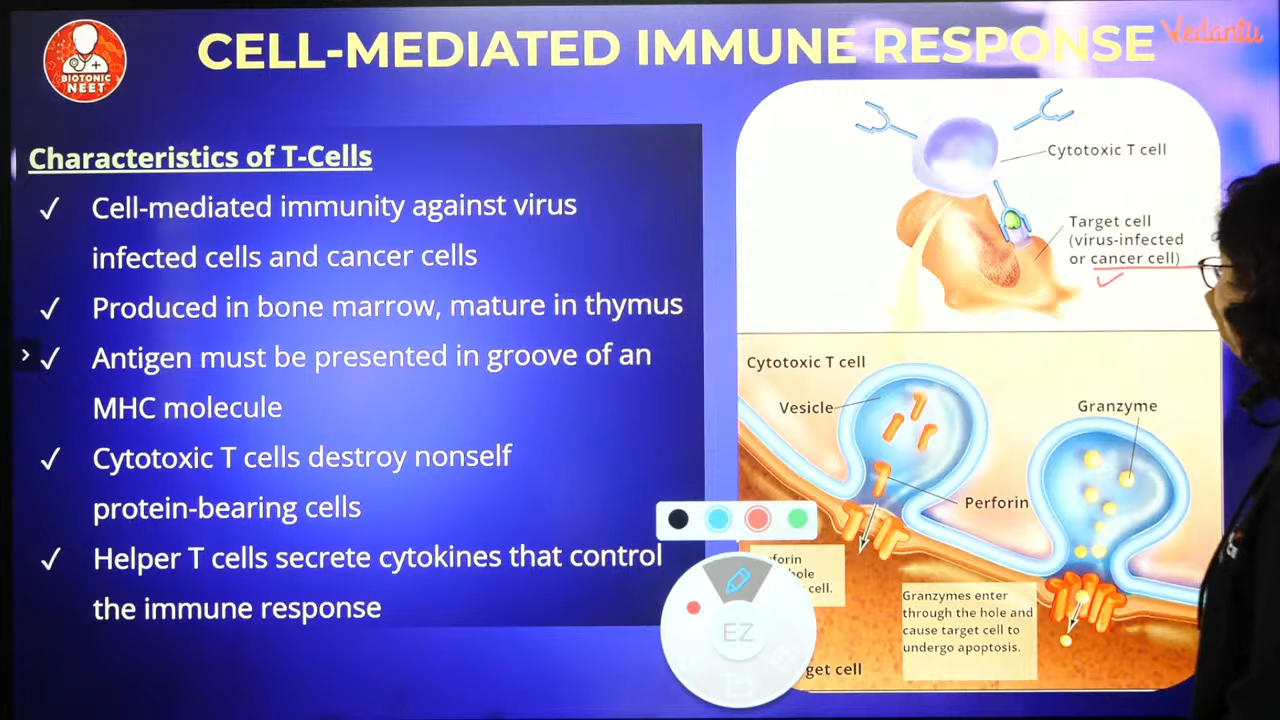 CELL-MEDIATED IMMUNE RESPONSE
Vedantu
BIOTONIC
NEET
Characteristics of T-Cells
✓ Cell-mediated immunity against virus
infected cells and cancer cells
✓ Produced in bone marrow, mature in thymus
✓ Antigen must be presented in groove of an
MHC molecule
✓ Cytotoxic T cells destroy nonself
protein-bearing cells
✓ Helper T cells secrete cytokines that control
the immune response
Cytotoxic T cell
Target cell
(virus-infected
or cancer cell)
Cytotoxic T cell
Vesicle
Granzyme
Perforin
cell.
Granzymes enter
through the hole and
cause target cell to
undergo apoptosis.
cell
EZ